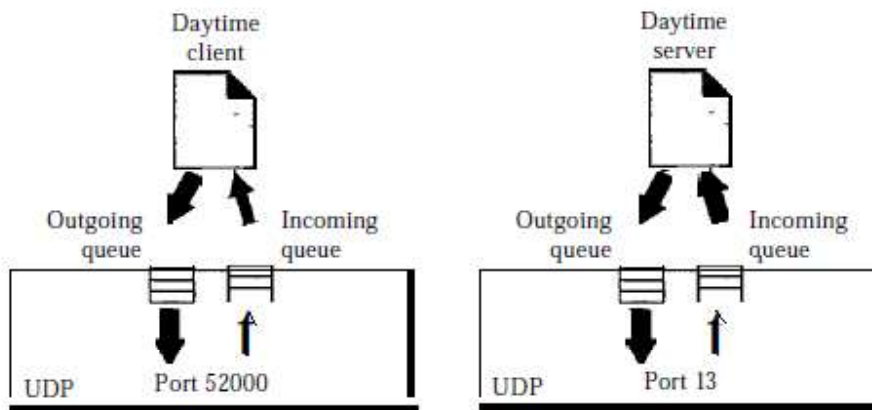 Daytime
client
Outgoing
queue
Incoming
queue
UDP
Port 52000
Daytime
server
Outgoing
queue
Incoming
queue
UDP
Port 13